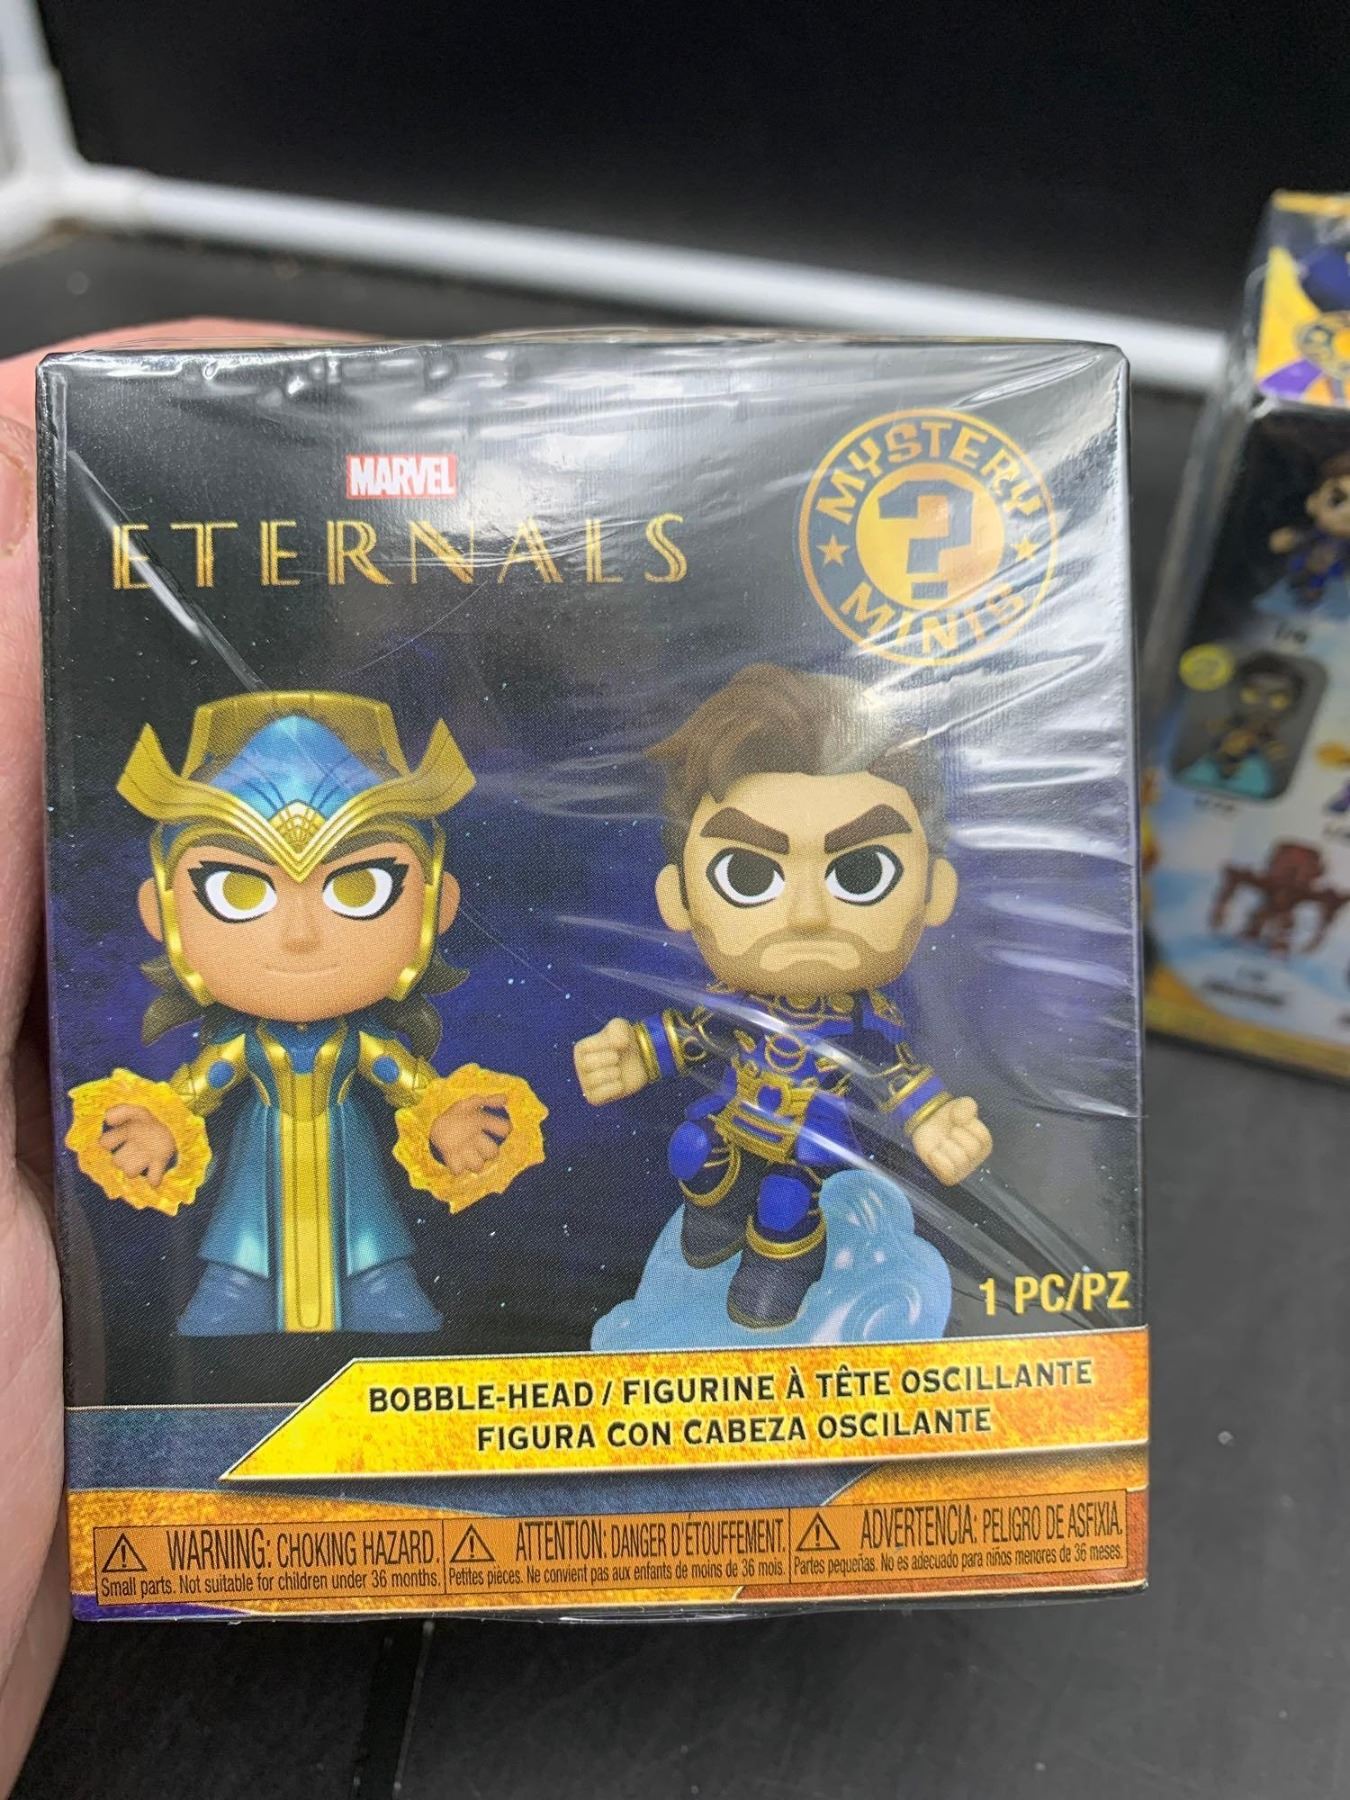 MARVEL
ETERNALS
MYSTERY
?
MINIS
1 PC/PZ
BOBBLE-HEAD / FIGURINE À TÊTE OSCILLANTE
FIGURA CON CABEZA OSCILANTE
WARNING: CHOKING HAZARD.
Small parts. Not suitable for children under 36 months.
ATTENTION: DANGER D'ÉTOUFFEMENT.
Petites pièces. Ne convient pas aux enfants de moins de 36 mois.
ADVERTENCIA: PELIGRO DE ASFIXIA.
Partes pequeñas. No es adecuado para niños menores de 36 meses.